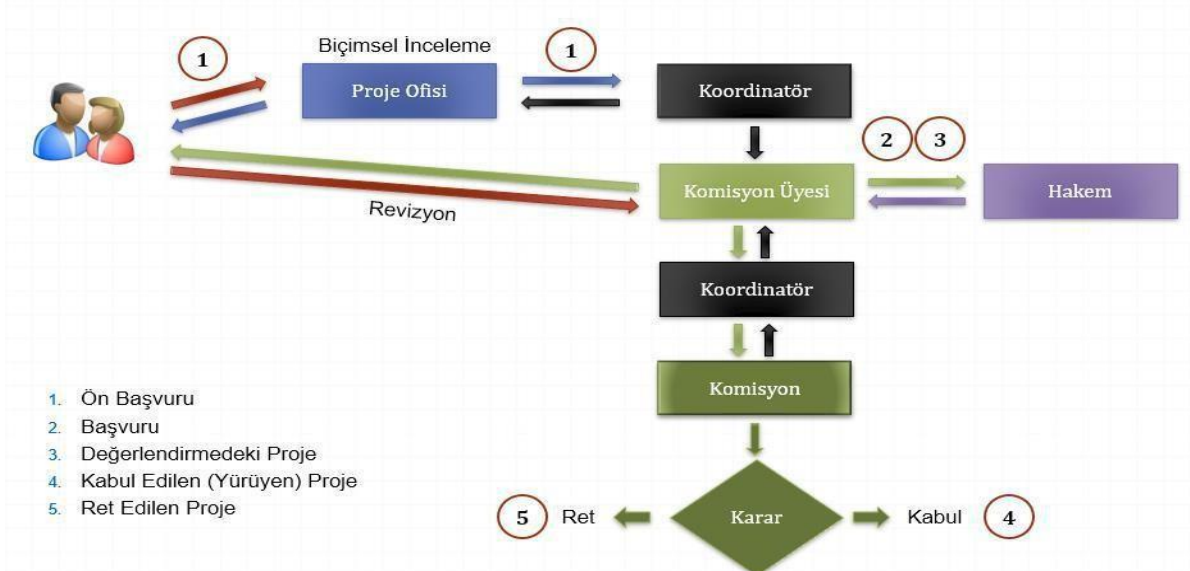 Biçimsel İnceleme
1
1
Proje Ofisi
Koordinatör
2
3
Komisyon Üyesi
Hakem
Revizyon
Koordinatör
Komisyon
1. Ön Başvuru
2. Başvuru
3. Değerlendirmedeki Proje
4. Kabul Edilen (Yürüyen) Proje
5. Ret Edilen Proje
5
Ret
Karar
Kabul
4